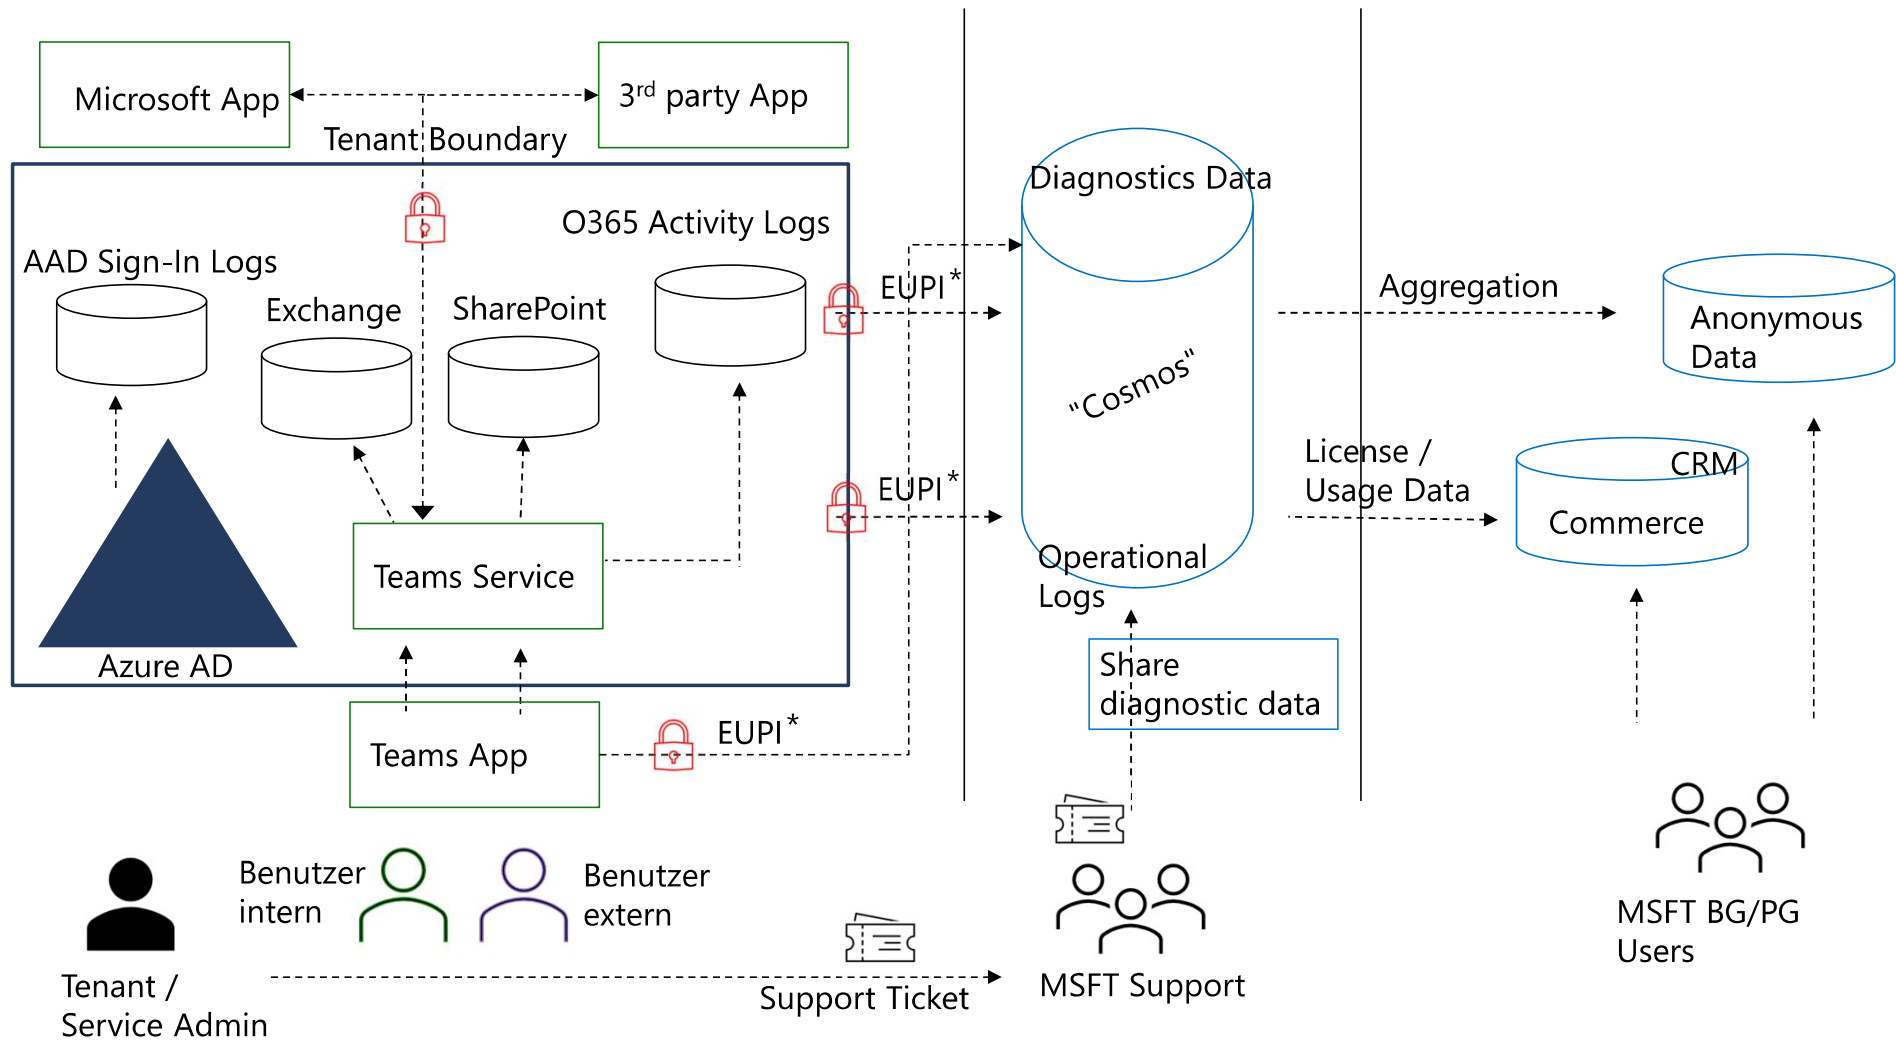 Microsoft App
3rd party App
Tenant Boundary
Diagnostics Data
O365 Activity Logs
AAD Sign-In Logs
EUPI*
Aggregation
Exchange
SharePoint
Anonymous
Data
"Cosmos"
License /
Usage Data
CRM
EUPI*
Commerce
Teams Service
Operational
Logs
Azure AD
Share
diagnostic data
EUPI*
Teams App
Benutzer
intern
Benutzer
extern
MSFT BG/PG
Users
Tenant /
Service Admin
Support Ticket
MSFT Support